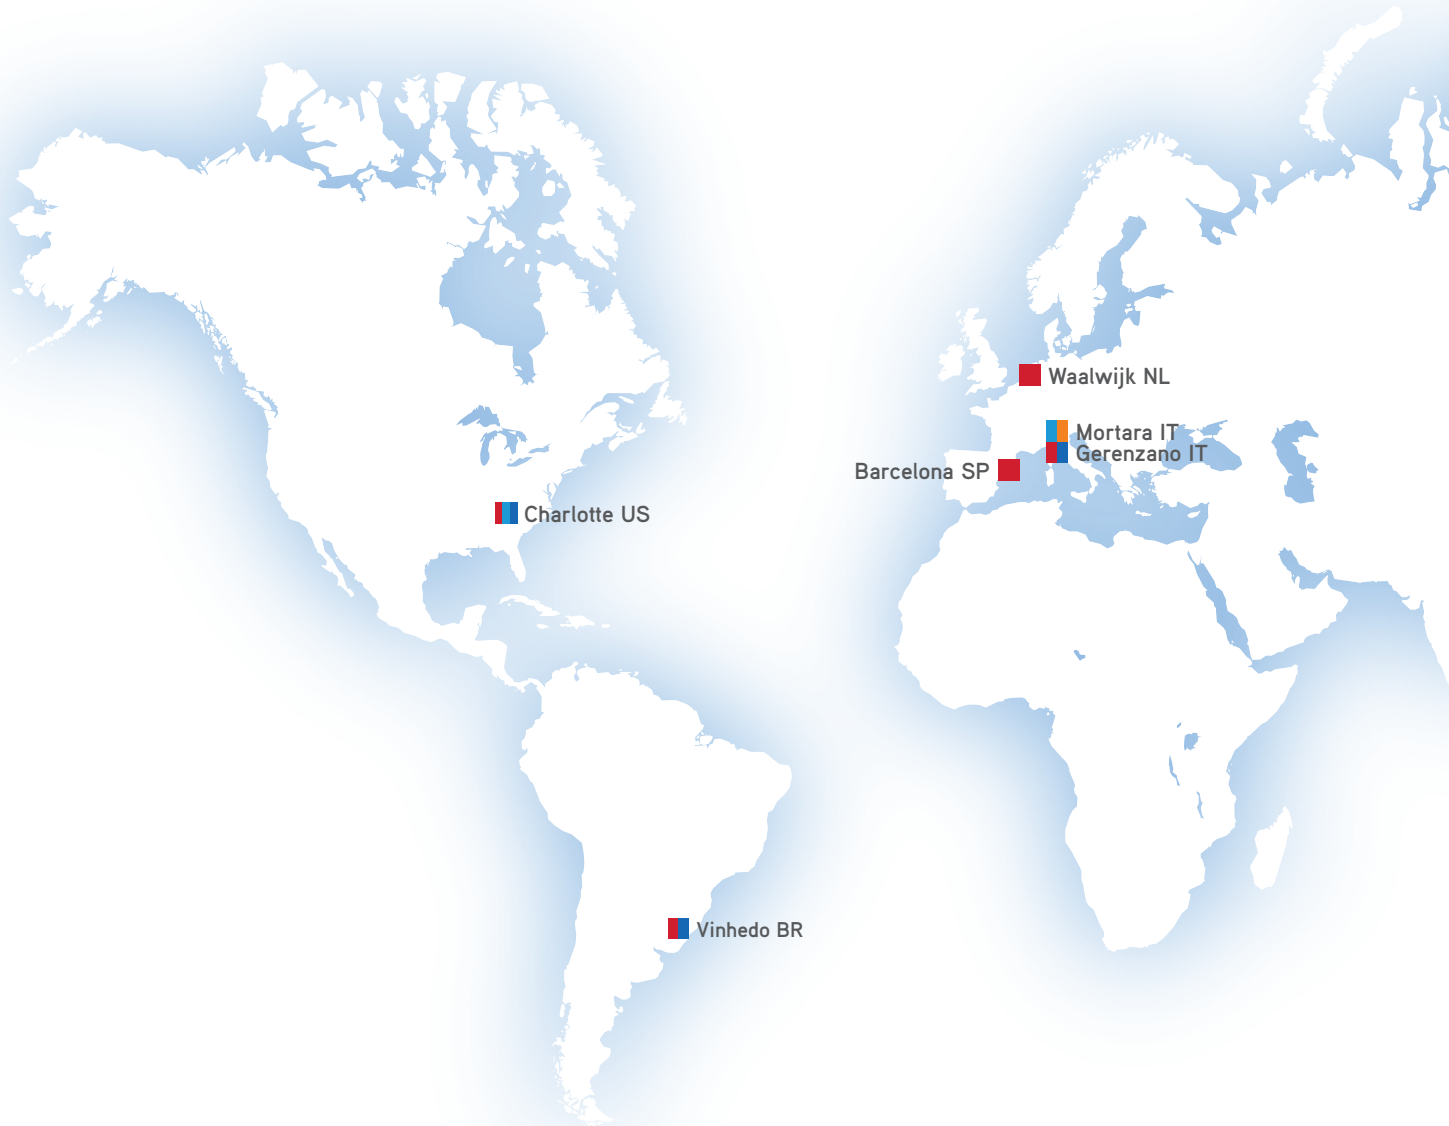 Waalwijk NL
Mortara IT
Gerenzano IT
Barcelona SP
Charlotte US
Vinhedo BR